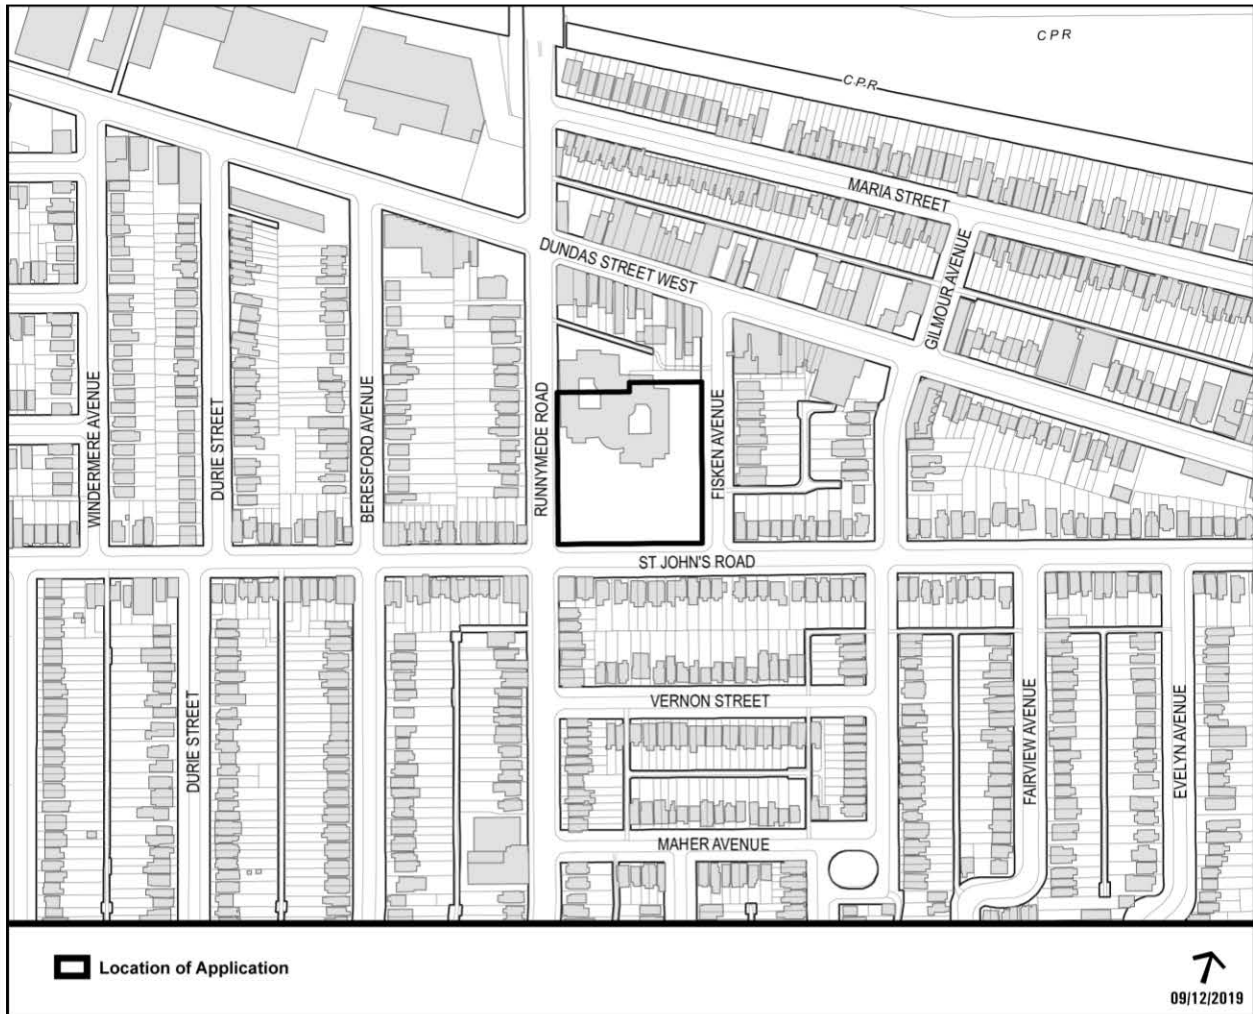 CPR
C.P.R
MARIA STREET
DUNDAS STREET WEST
GILMOUR AVENUE
WINDERMERE AVENUE
DURIE STREET
BERESFORD AVENUE
RUNNYMEDE ROAD
FISKEN AVENUE
ST JOHN'S ROAD
DURIE STREET
VERNON STREET
FAIRVIEW AVENUE
EVELYN AVENUE
MAHER AVENUE
Location of Application
09/12/2019